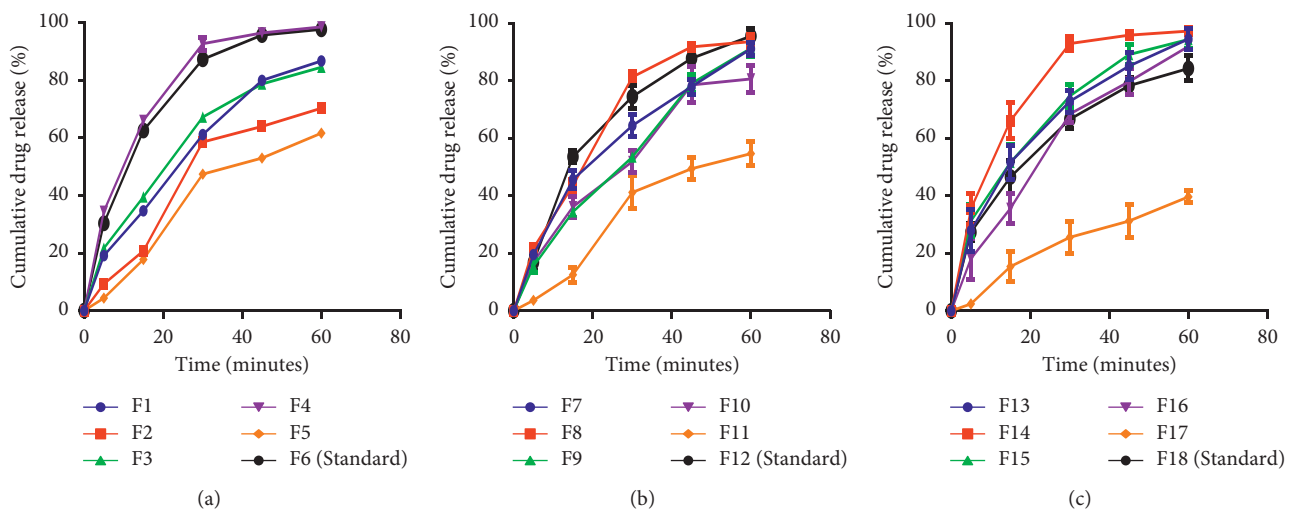 Cumulative drug release (%)
100
80
60
40
20
0
0 20 40 60 80
Time (minutes)
F1 F4
F2 F5
F3 F6 (Standard)
(a)
Cumulative drug release (%)
100
80
60
40
20
0
0 20 40 60 80
Time (minutes)
F7 F10
F8 F11
F9 F12 (Standard)
(b)
Cumulative drug release (%)
100
80
60
40
20
0
0 20 40 60 80
Time (minutes)
F13 F16
F14 F17
F15 F18 (Standard)
(c)